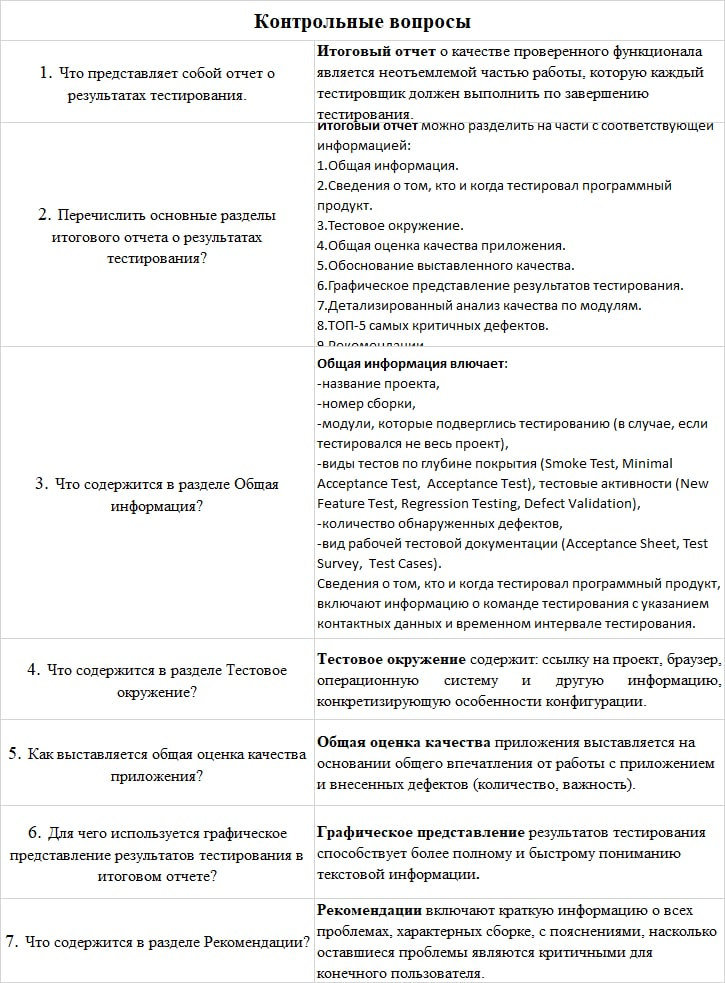 Контрольные вопросы
1. Что представляет собой отчет о
результатах тестирования.
Итоговый отчет о качестве проверенного функционала
является неотъемлемой частью работы, которую каждый
тестировщик должен выполнить по завершению
тестирования.
2. Перечислить основные разделы
итогового отчета о результатах
тестирования?
Итоговый отчет можно разделить на части с соответствующей
информацией:
1.Общая информация.
2.Сведения о том, кто и когда тестировал программный
продукт.
3.Тестовое окружение.
4.Общая оценка качества приложения.
5.Обоснование выставленного качества.
6.Графическое представление результатов тестирования.
7.Детализированный анализ качества по модулям.
8.ТОП-5 самых критичных дефектов.
9.Рекомендации
3. Что содержится в разделе Общая
информация?
Общая информация влючает:
-название проекта,
-номер сборки,
-модули, которые подверглись тестированию (в случае, если
тестировался не весь проект),
-виды тестов по глубине покрытия (Smoke Test, Minimal
Acceptance Test, Acceptance Test), тестовые активности (New
Feature Test, Regression Testing, Defect Validation),
-количество обнаруженных дефектов,
-вид рабочей тестовой документации (Acceptance Sheet, Test
Survey, Test Cases).
Сведения о том, кто и когда тестировал программный продукт,
включают информацию о команде тестирования с указанием
контактных данных и временном интервале тестирования.
4. Что содержится в разделе Тестовое
окружение?
Тестовое окружение содержит: ссылку на проект, браузер,
операционную систему и другую информацию,
конкретизирующую особенности конфигурации.
5. Как выставляется общая оценка качества
приложения?
Общая оценка качества приложения выставляется на
основании общего впечатления от работы с приложением
и внесенных дефектов (количество, важность).
6. Для чего используется графическое
представление результатов тестирования в
итоговом отчете?
Графическое представление результатов тестирования
способствует более полному и быстрому пониманию
текстовой информации.
7. Что содержится в разделе Рекомендации?
Рекомендации включают краткую информацию о всех
проблемах, характерных сборке, с пояснениями, насколько
оставшиеся проблемы являются критичными для
конечного пользователя.